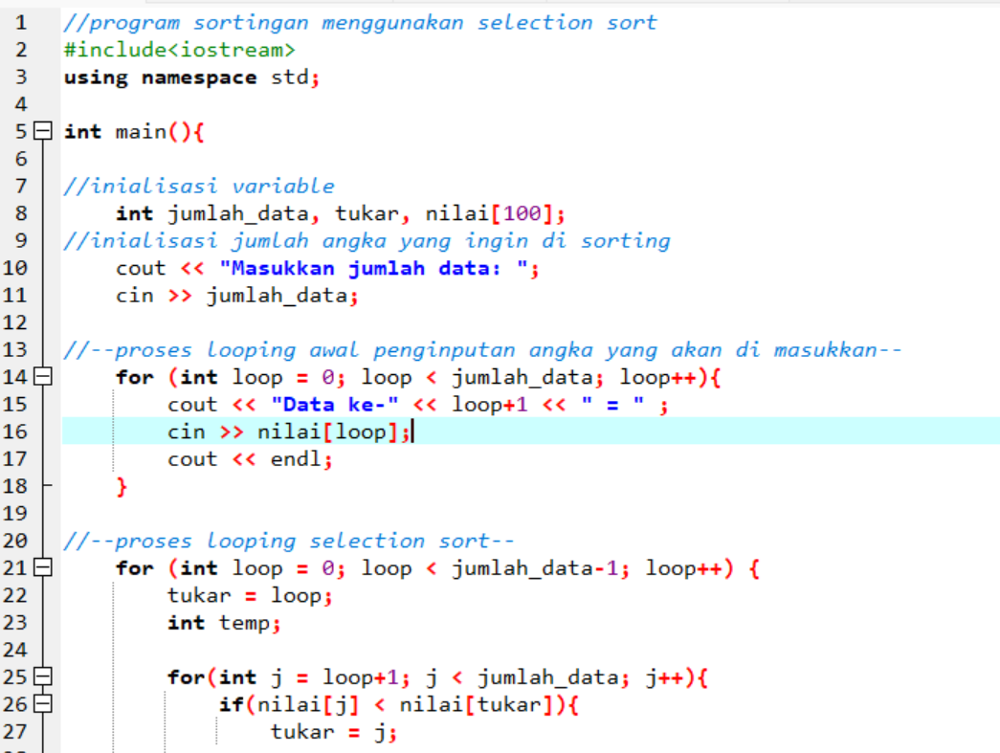 1 //program sortingan menggunakan selection sort
2 #include<iostream>
3 using namespace std;
4
5 int main(){
6
7 //inialisasi variable
8 int jumlah_data, tukar, nilai[100];
9 //inialisasi jumlah angka yang ingin di sorting
10 cout << "Masukkan jumlah data: ";
11 cin >> jumlah_data;
12
13 //--proses looping awal penginputan angka yang akan di masukkan--
14 for (int loop = 0; loop < jumlah_data; loop++){
15 cout << "Data ke-" << loop+1 << " = " ;
16 cin >> nilai[loop];
17 cout << endl;
18 }
19
20 //--proses looping selection sort--
21 for (int loop = 0; loop < jumlah_data-1; loop++) {
22 tukar = loop;
23 int temp;
24
25 for(int j = loop+1; j < jumlah_data; j++){
26 if(nilai[j] < nilai[tukar]){
27 tukar = j;